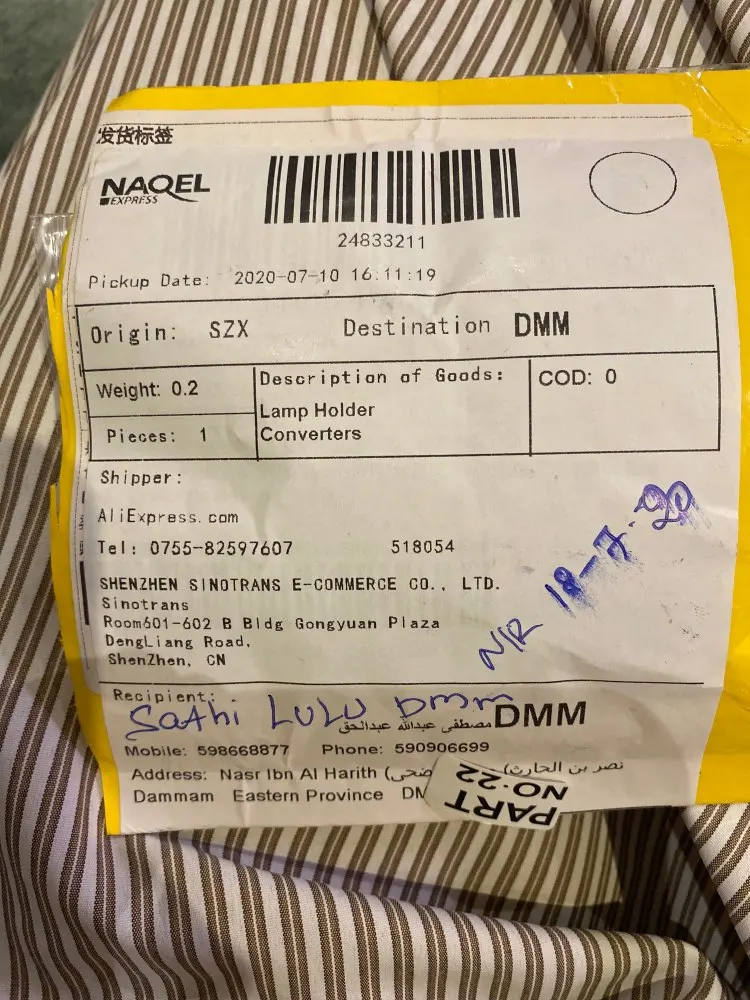 发货标签
NAQEL
EXPRESS
24833211
Pickup Date: 2020-07-10 16:11:19
Origin: SZX Destination DMM
Weight: 0.2
Pieces: 1
Description of Goods:
Lamp Holder
Converters
COD: 0
Shipper:
AliExpress.com
Tel: 0755-82597607 518054
SHENZHEN SINOTRANS E-COMMERCE CO., LTD.
Sinotrans
Room601-602 B Bldg Gongyuan Plaza
DengLiang Road,
ShenZhen, CN
N/R 18-7-20
Recipient:
Sathi LULU Dmm
مصطفى عبدالله عبدالحق DMM
Mobile: 598668877 Phone: 590906699
Address: Nasr Ibn Al Harith (نصر بن الحارث)
Dammam Eastern Province
PART
NO.22